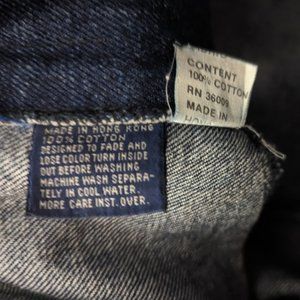 CONTENT
100% COTTON
RN 36009
MADE IN
MADE IN HONG KONG
100% COTTON
DESIGNED TO FADE AND
LOSE COLOR TURN INSIDE
OUT BEFORE WASHING
MACHINE WASH SEPARA-
TELY IN COOL WATER.
MORE CARE INST. OVER.